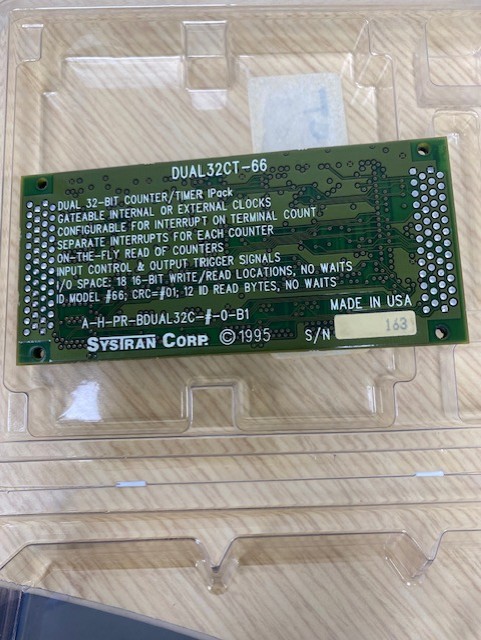 DUAL32CT-66
DUAL 32-BIT COUNTER/TIMER IPack
GATEABLE INTERNAL OR EXTERNAL CLOCKS
CONFIGURABLE FOR INTERRUPT ON TERMINAL COUNT
SEPARATE INTERRUPTS FOR EACH COUNTER
ON-THE-FLY READ OF COUNTERS
INPUT CONTROL & OUTPUT TRIGGER SIGNALS
I/O SPACE: 18 16-BIT WRITE/READ LOCATIONS, NO WAITS
ID MODEL #66; CRC=#01; 12 ID READ BYTES, NO WAITS
MADE IN USA
A-H-PR-BDUAL32C-#-0-B1
SYSTRAN CORP. ©1995 S/N 163